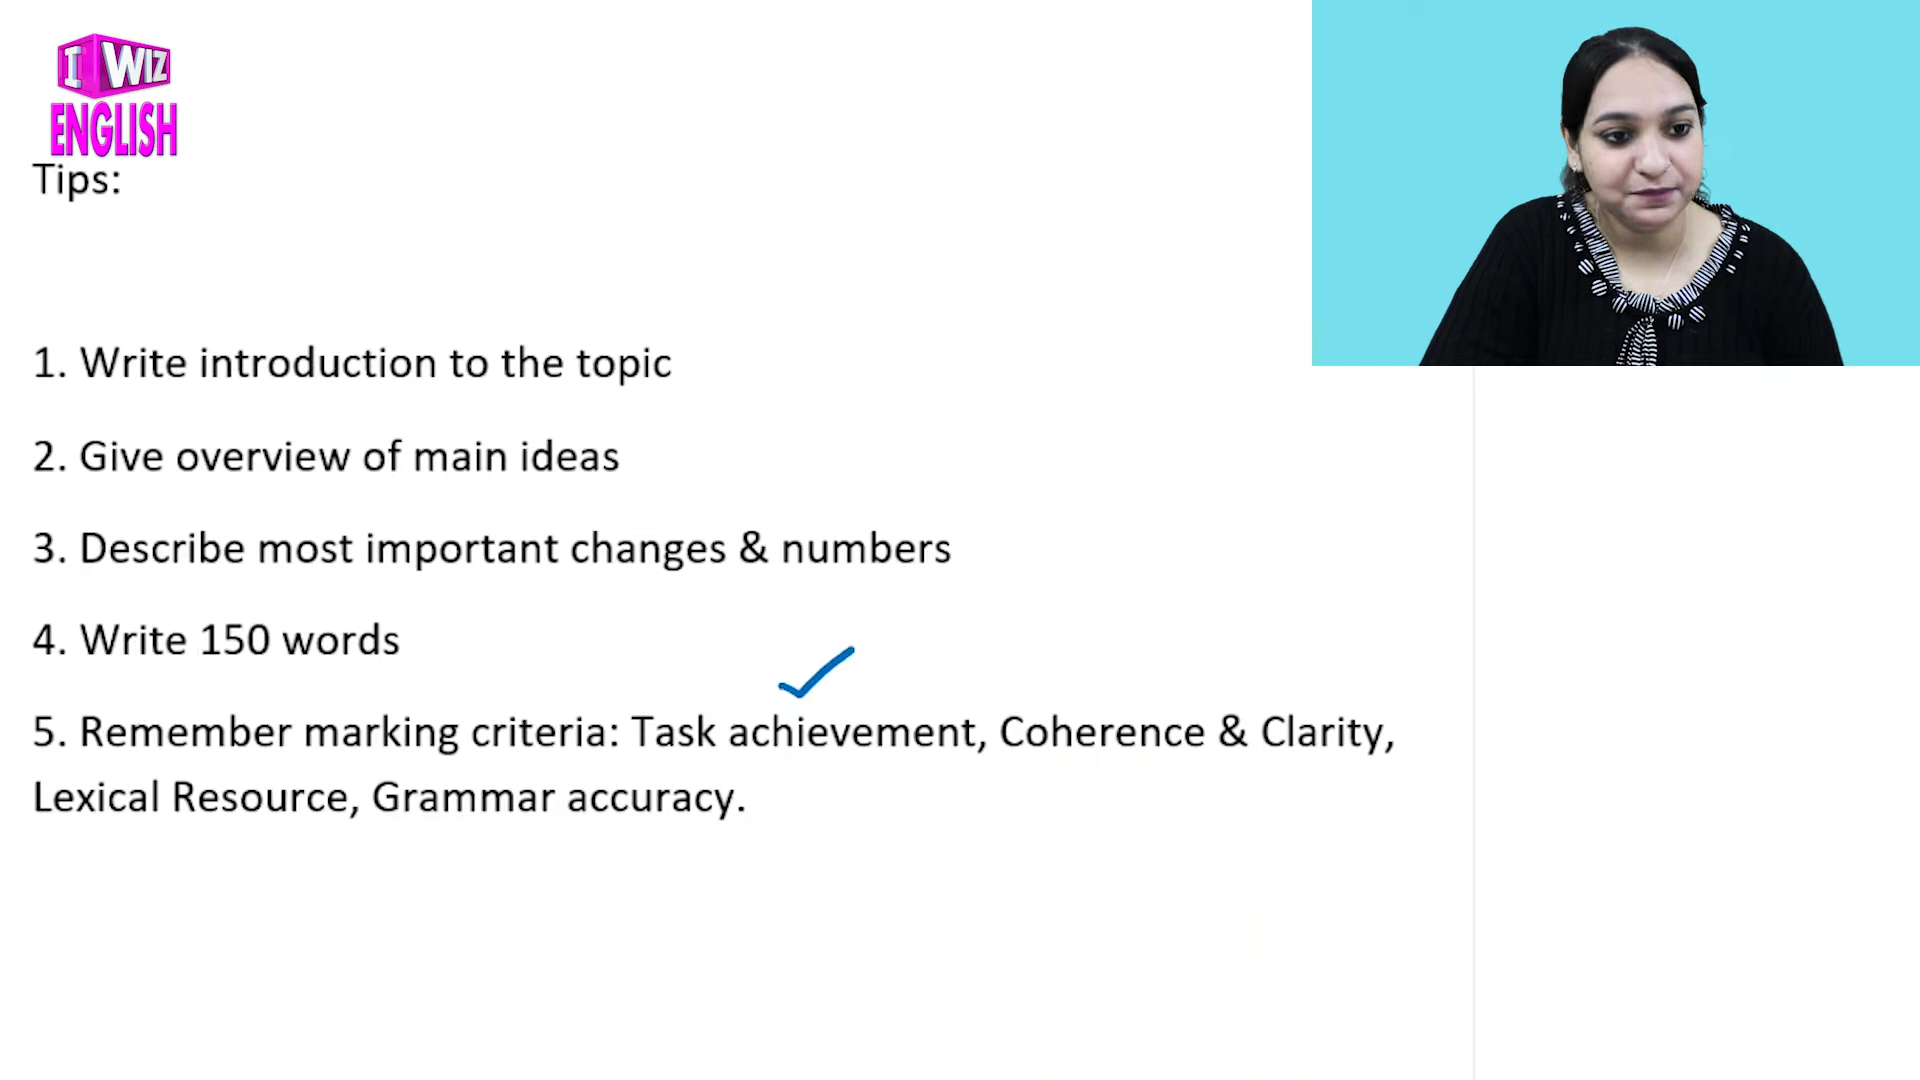 I WIZ
ENGLISH
Tips:
1. Write introduction to the topic
2. Give overview of main ideas
3. Describe most important changes & numbers
4. Write 150 words
5. Remember marking criteria: Task achievement, Coherence & Clarity,
Lexical Resource, Grammar accuracy.